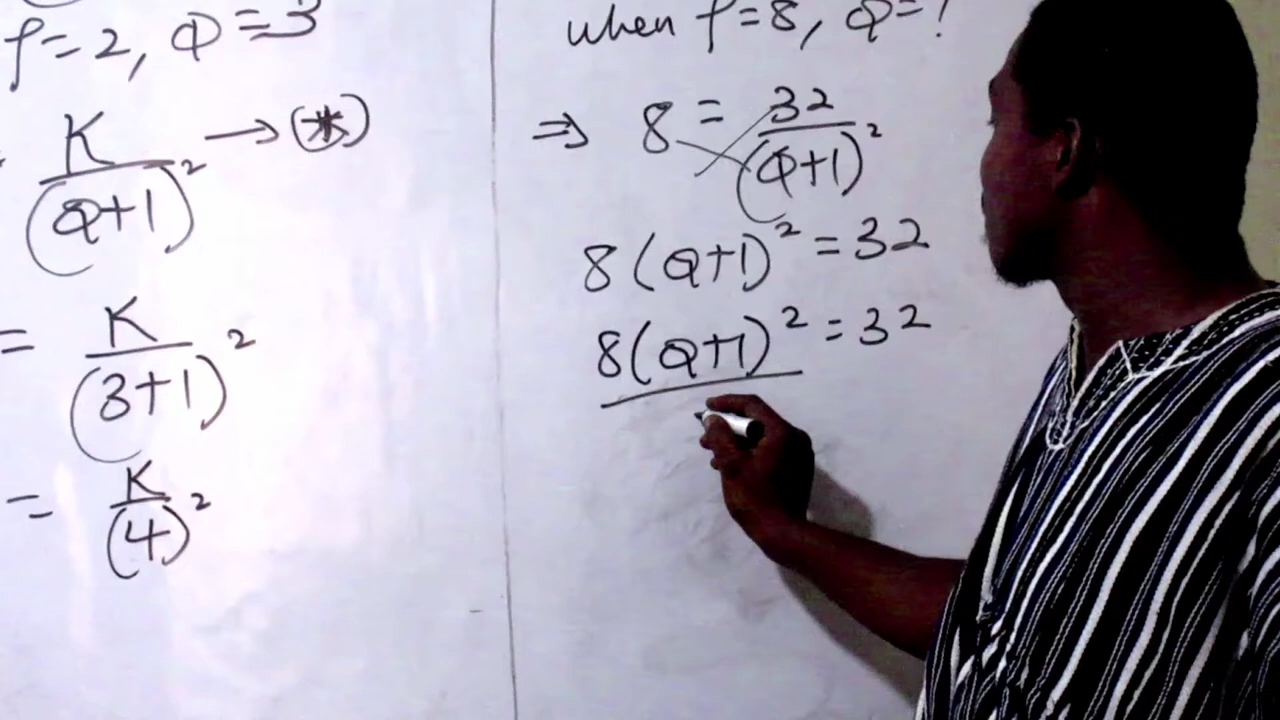 f=2, Q=3
K/(Q+1)² → (*)
= K/(3+1)²
= K/(4)²
when f=8, Q=?
⇒ 8 = 32/(Q+1)²
8(Q+1)² = 32
8(Q+1)² = 32